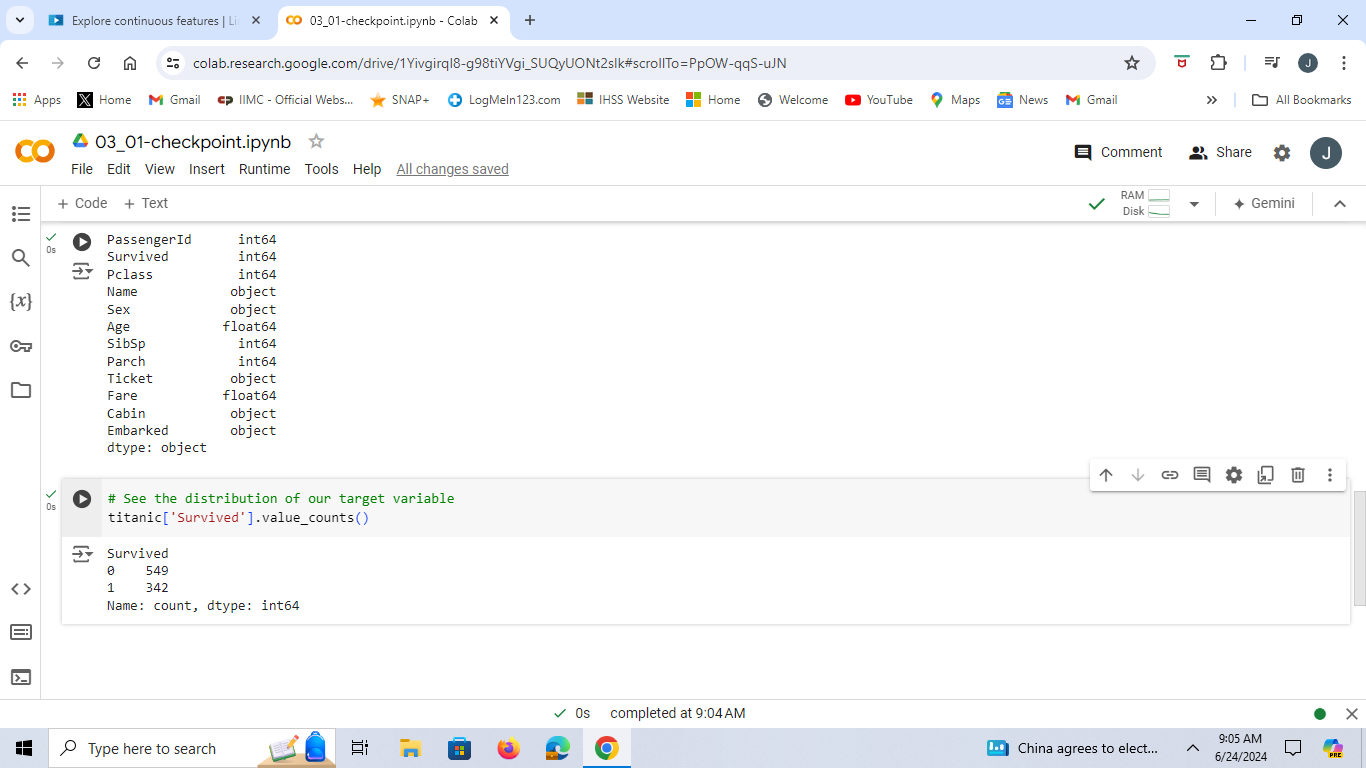 Explore continuous features | Li
03_01-checkpoint.ipynb - Colab
colab.research.google.com/drive/1YivgirqI8-g98tiYVgi_SUQyUONt2slk#scrollTo=PpOW-qqS-uJN
J
Apps
Home
Gmail
IIMC - Official Webs...
SNAP+
LogMeIn123.com
IHSS Website
Home
Welcome
YouTube
Maps
News
Gmail
All Bookmarks
03_01-checkpoint.ipynb
File Edit View Insert Runtime Tools Help All changes saved
Comment
Share
J
+ Code + Text
RAM
Disk
Gemini
0s
PassengerId int64
Survived int64
Pclass int64
Name object
Sex object
Age float64
SibSp int64
Parch int64
Ticket object
Fare float64
Cabin object
Embarked object
dtype: object
0s
# See the distribution of our target variable
titanic['Survived'].value_counts()
Survived
0 549
1 342
Name: count, dtype: int64
0s completed at 9:04 AM
Type here to search
China agrees to elect...
9:05 AM
6/24/2024
PRE